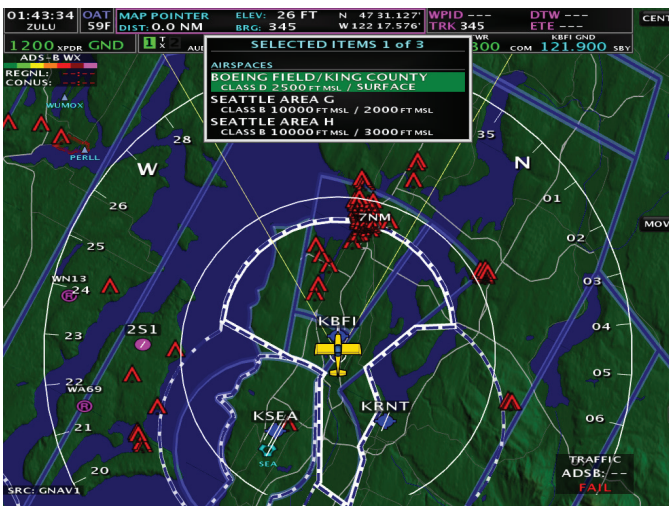 01:43:34
ZULU
OAT
59F
MAP POINTER
DIST: 0.0 NM
ELEV: 26 FT
BRG: 345
N 47 31.127'
W 122 17.576'
WPID ---
TRK 345
DTW ---
ETE ---
CENT
1200 XPDR GND
1 T
X 2
AUD
WR
800 COM
KBFI GND
121.900 SBY
ADS-B WX
REGNL:
CONUS:
SELECTED ITEMS 1 of 3
AIRSPACES
BOEING FIELD/KING COUNTY
CLASS D 2500 FT MSL / SURFACE
SEATTLE AREA G
CLASS B 10000 FT MSL / 2000 FT MSL
SEATTLE AREA H
CLASS B 10000 FT MSL / 3000 FT MSL
WUMOX
PERLL
28
35
W
N
26
01
7NM
MOV
25
02
WN13
R 24
03
KBFI
2S1
23
04
22
WA69
R
05
KSEA
KRNT
21
06
SEA
20
TRAFFIC
ADSB: --
FAIL
SRC: GNAV1